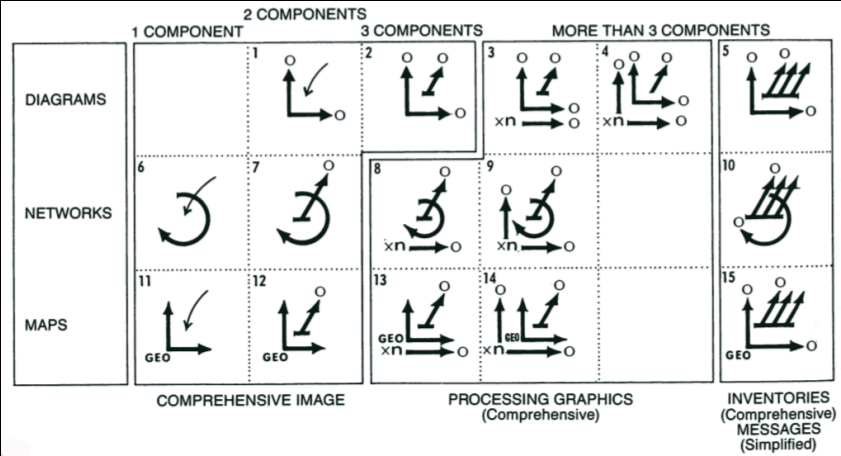 2 COMPONENTS
1 COMPONENT 3 COMPONENTS MORE THAN 3 COMPONENTS
DIAGRAMS
1 O O
2 O O O
3 O O O
×n O
4 O O O O
×n O
5 O O O
NETWORKS
6
7 O
8 O
×n O
9 O O
×n O
10 O O
MAPS
11 GEO
12 O GEO
13 O GEO
×n O
14 O O GEO
×n O
15 O O O GEO
COMPREHENSIVE IMAGE
PROCESSING GRAPHICS
(Comprehensive)
INVENTORIES
(Comprehensive)
MESSAGES
(Simplified)